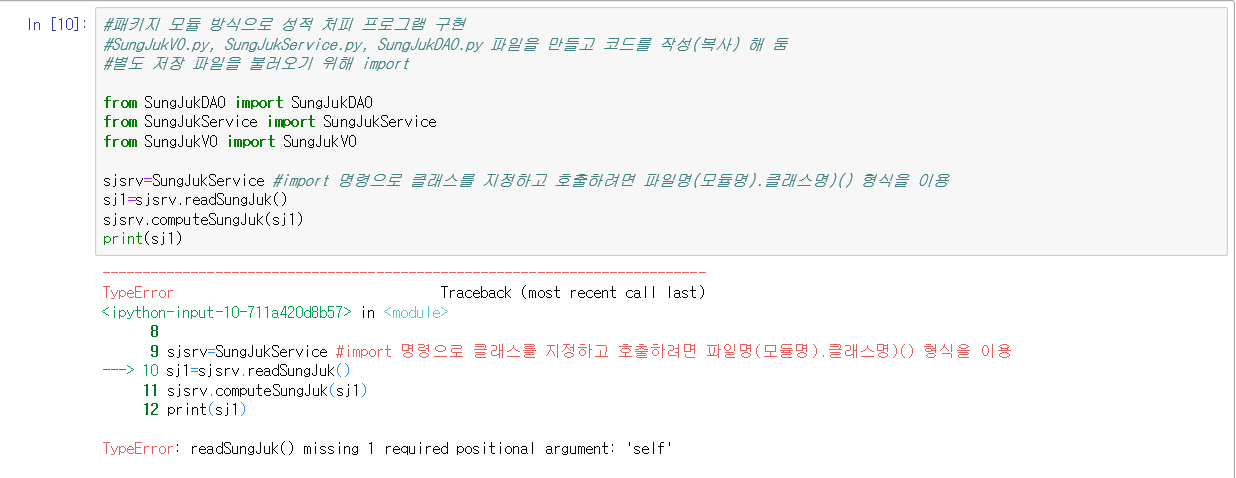 In [10]:
#패키지 모듈 방식으로 성적 처피 프로그램 구현
#SungJukVO.py, SungJukService.py, SungJukDAO.py 파일을 만들고 코드를 작성(복사) 해 둠
#별도 저장 파일을 불러오기 위해 import
from SungJukDAO import SungJukDAO
from SungJukService import SungJukService
from SungJukVO import SungJukVO
sjsrv=SungJukService #import 명령으로 클래스를 지정하고 호출하려면 파일명(모듈명).클래스명)() 형식을 이용
sj1=sjsrv.readSungJuk()
sjsrv.computeSungJuk(sj1)
print(sj1)
---------------------------------------------------------------------------
TypeError                                 Traceback (most recent call last)
<ipython-input-10-711a420d8b57> in <module>
      8
      9 sjsrv=SungJukService #import 명령으로 클래스를 지정하고 호출하려면 파일명(모듈명).클래스명)() 형식을 이용
---> 10 sj1=sjsrv.readSungJuk()
     11 sjsrv.computeSungJuk(sj1)
     12 print(sj1)
TypeError: readSungJuk() missing 1 required positional argument: 'self'